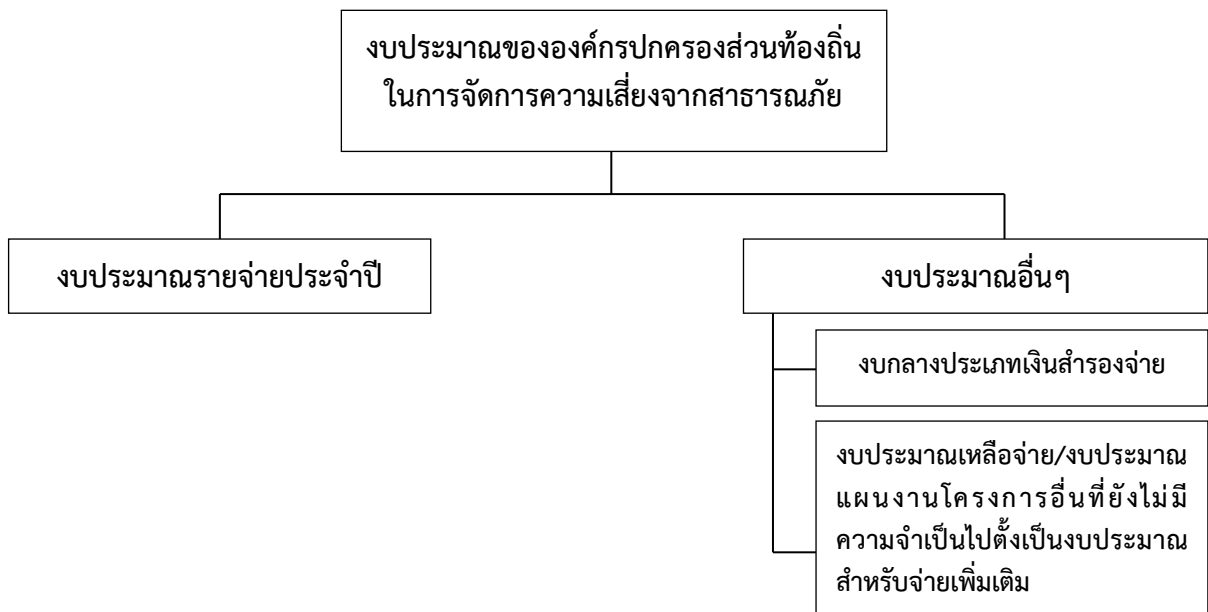 งบประมาณขององค์กรปกครองส่วนท้องถิ่น
ในการจัดการความเสี่ยงจากสาธารณภัย
งบประมาณรายจ่ายประจำปี
งบประมาณอื่นๆ
งบกลางประเภทเงินสำรองจ่าย
งบประมาณเหลือจ่าย/งบประมาณ
แผนงานโครงการอื่นที่ยังไม่มี
ความจำเป็นไปตั้งเป็นงบประมาณ
สำหรับจ่ายเพิ่มเติม